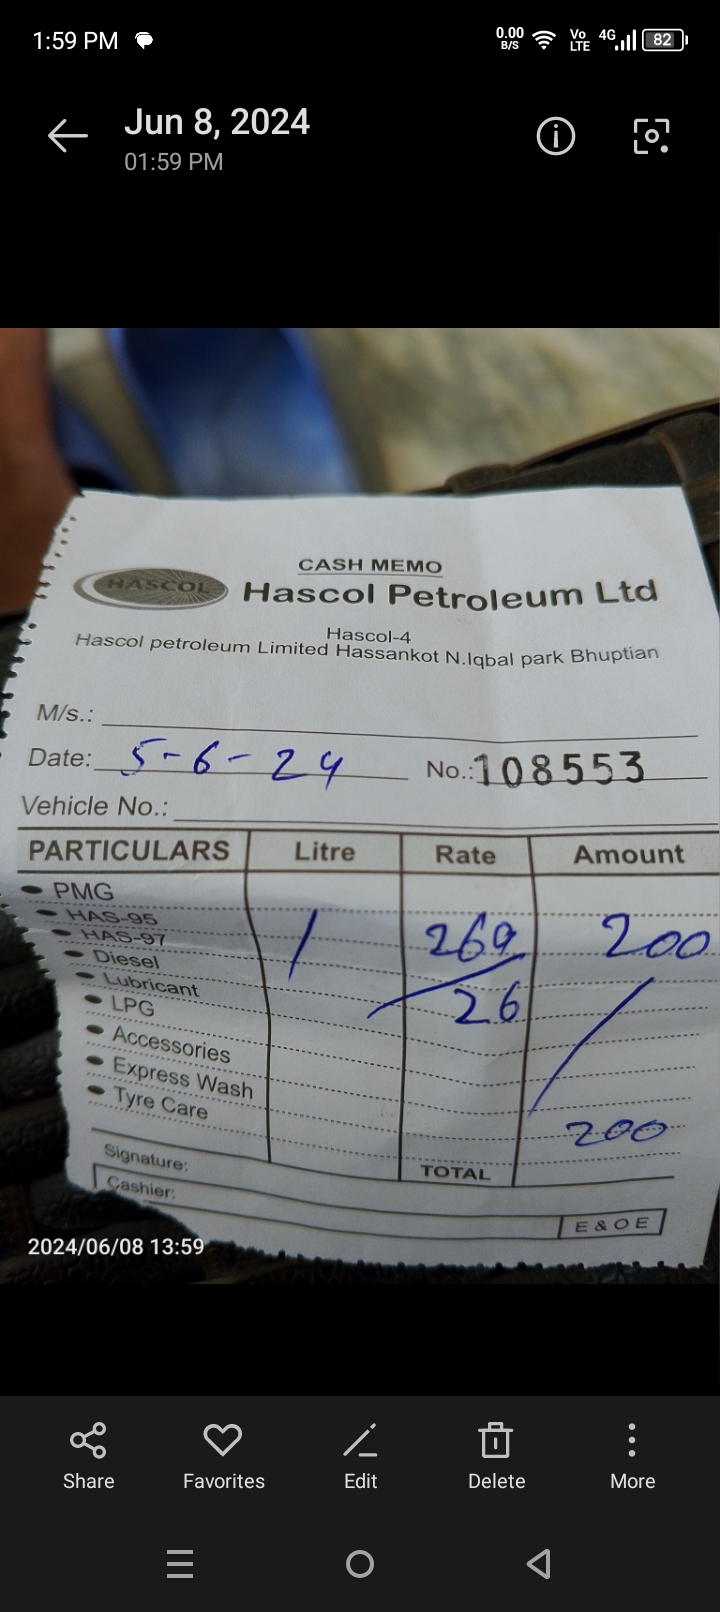 1:59 PM 0.00 B/S Vo LTE 4G 82
Jun 8, 2024
01:59 PM
CASH MEMO
HASCOL Hascol Petroleum Ltd
Hascol-4
Hascol petroleum Limited Hassankot N.Iqbal park Bhuptian
M/s.:
Date: 5-6-24 No.:108553
Vehicle No.:
PARTICULARS Litre Rate Amount
PMG
HAS-95 / 269 200
HAS-97
Diesel
Lubricant 26
LPG
Accessories
Express Wash
Tyre Care 200
Signature: TOTAL
Cashier:
E & O E
2024/06/08 13:59
Share Favorites Edit Delete More